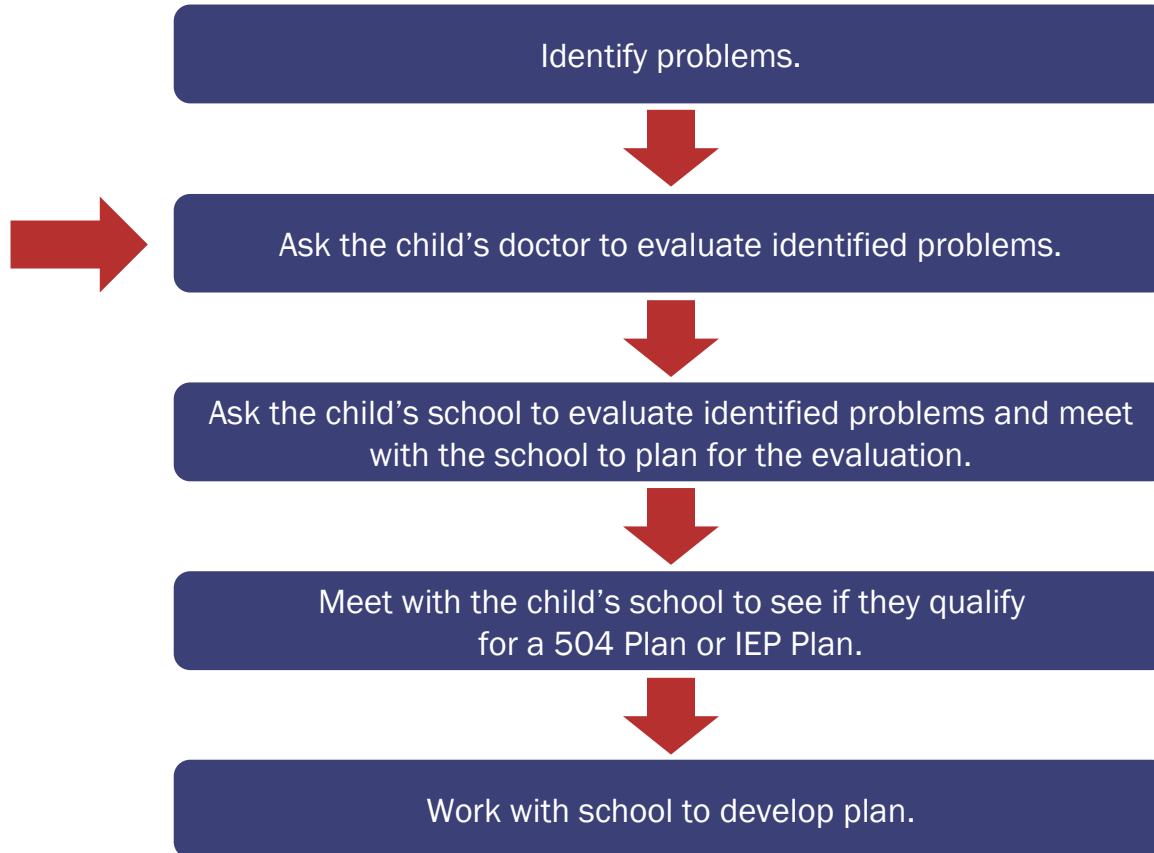 Identify problems.
Ask the child’s doctor to evaluate identified problems.
Ask the child’s school to evaluate identified problems and meet
with the school to plan for the evaluation.
Meet with the child’s school to see if they qualify
for a 504 Plan or IEP Plan.
Work with school to develop plan.